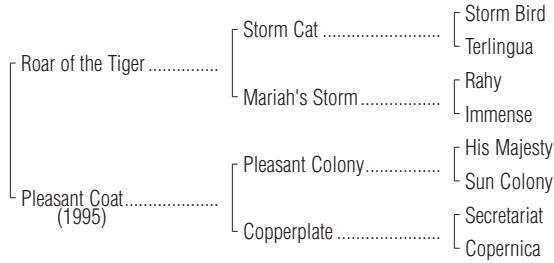 Storm Bird
Storm Cat ........................
Terlingua
Roar of the Tiger ..............
Rahy
Mariah's Storm ................
Immense
His Majesty
Pleasant Colony...............
Sun Colony
Pleasant Coat...................
(1995)
Secretariat
Copperplate .....................
Copernica